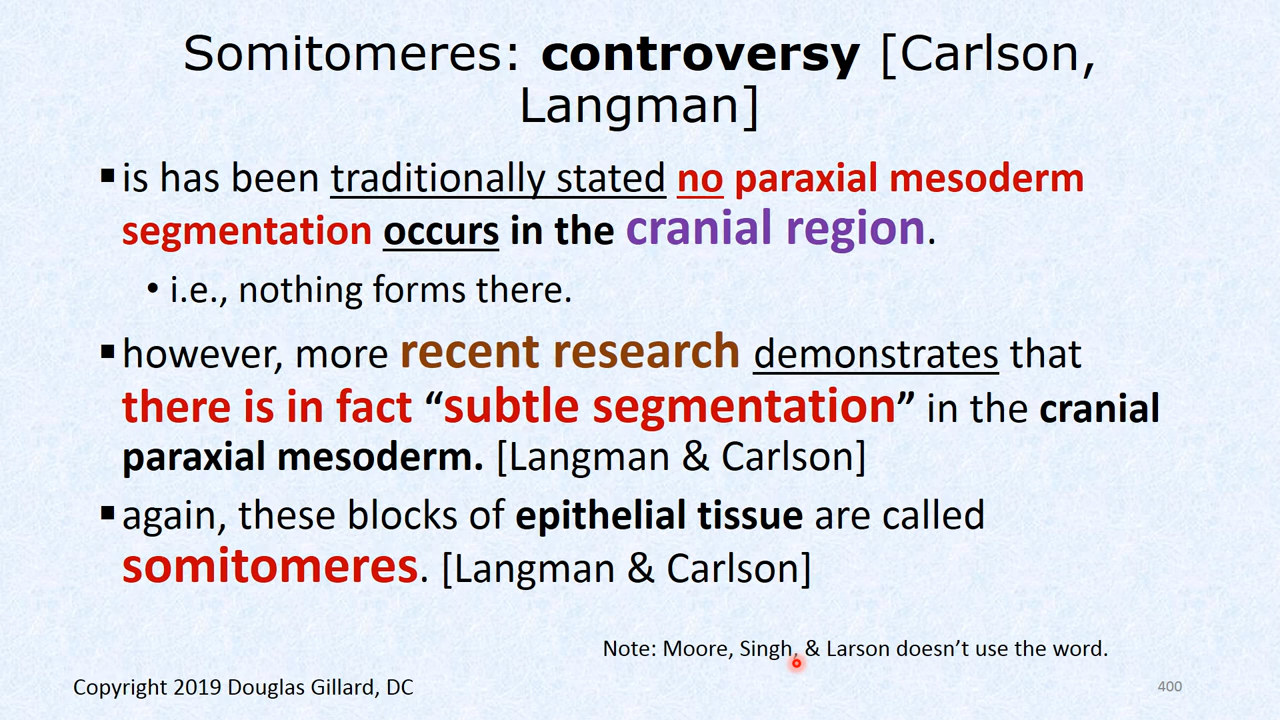 Somitomeres: controversy [Carlson,
Langman]
▪is has been traditionally stated no paraxial mesoderm
segmentation occurs in the cranial region.
• i.e., nothing forms there.
▪however, more recent research demonstrates that
there is in fact “subtle segmentation” in the cranial
paraxial mesoderm. [Langman & Carlson]
▪again, these blocks of epithelial tissue are called
somitomeres. [Langman & Carlson]
Note: Moore, Singh, & Larson doesn’t use the word.
Copyright 2019 Douglas Gillard, DC
400